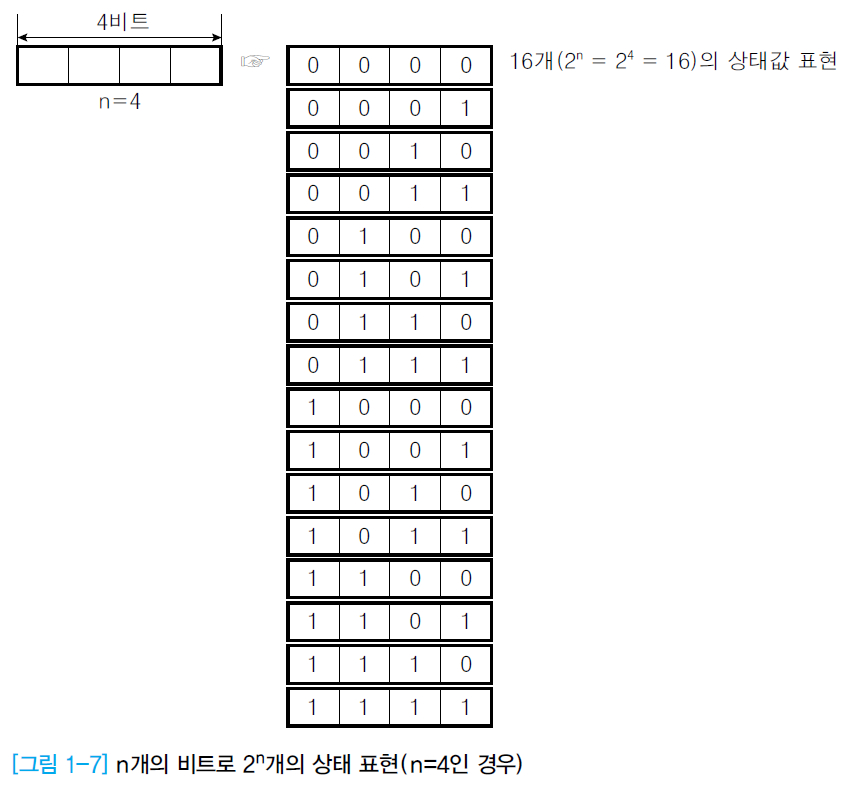 4비트
n=4
☞
0 0 0 0
16개(2ⁿ = 2⁴ = 16)의 상태값 표현
0 0 0 1
0 0 1 0
0 0 1 1
0 1 0 0
0 1 0 1
0 1 1 0
0 1 1 1
1 0 0 0
1 0 0 1
1 0 1 0
1 0 1 1
1 1 0 0
1 1 0 1
1 1 1 0
1 1 1 1
[그림 1-7] n개의 비트로 2ⁿ개의 상태 표현(n=4인 경우)